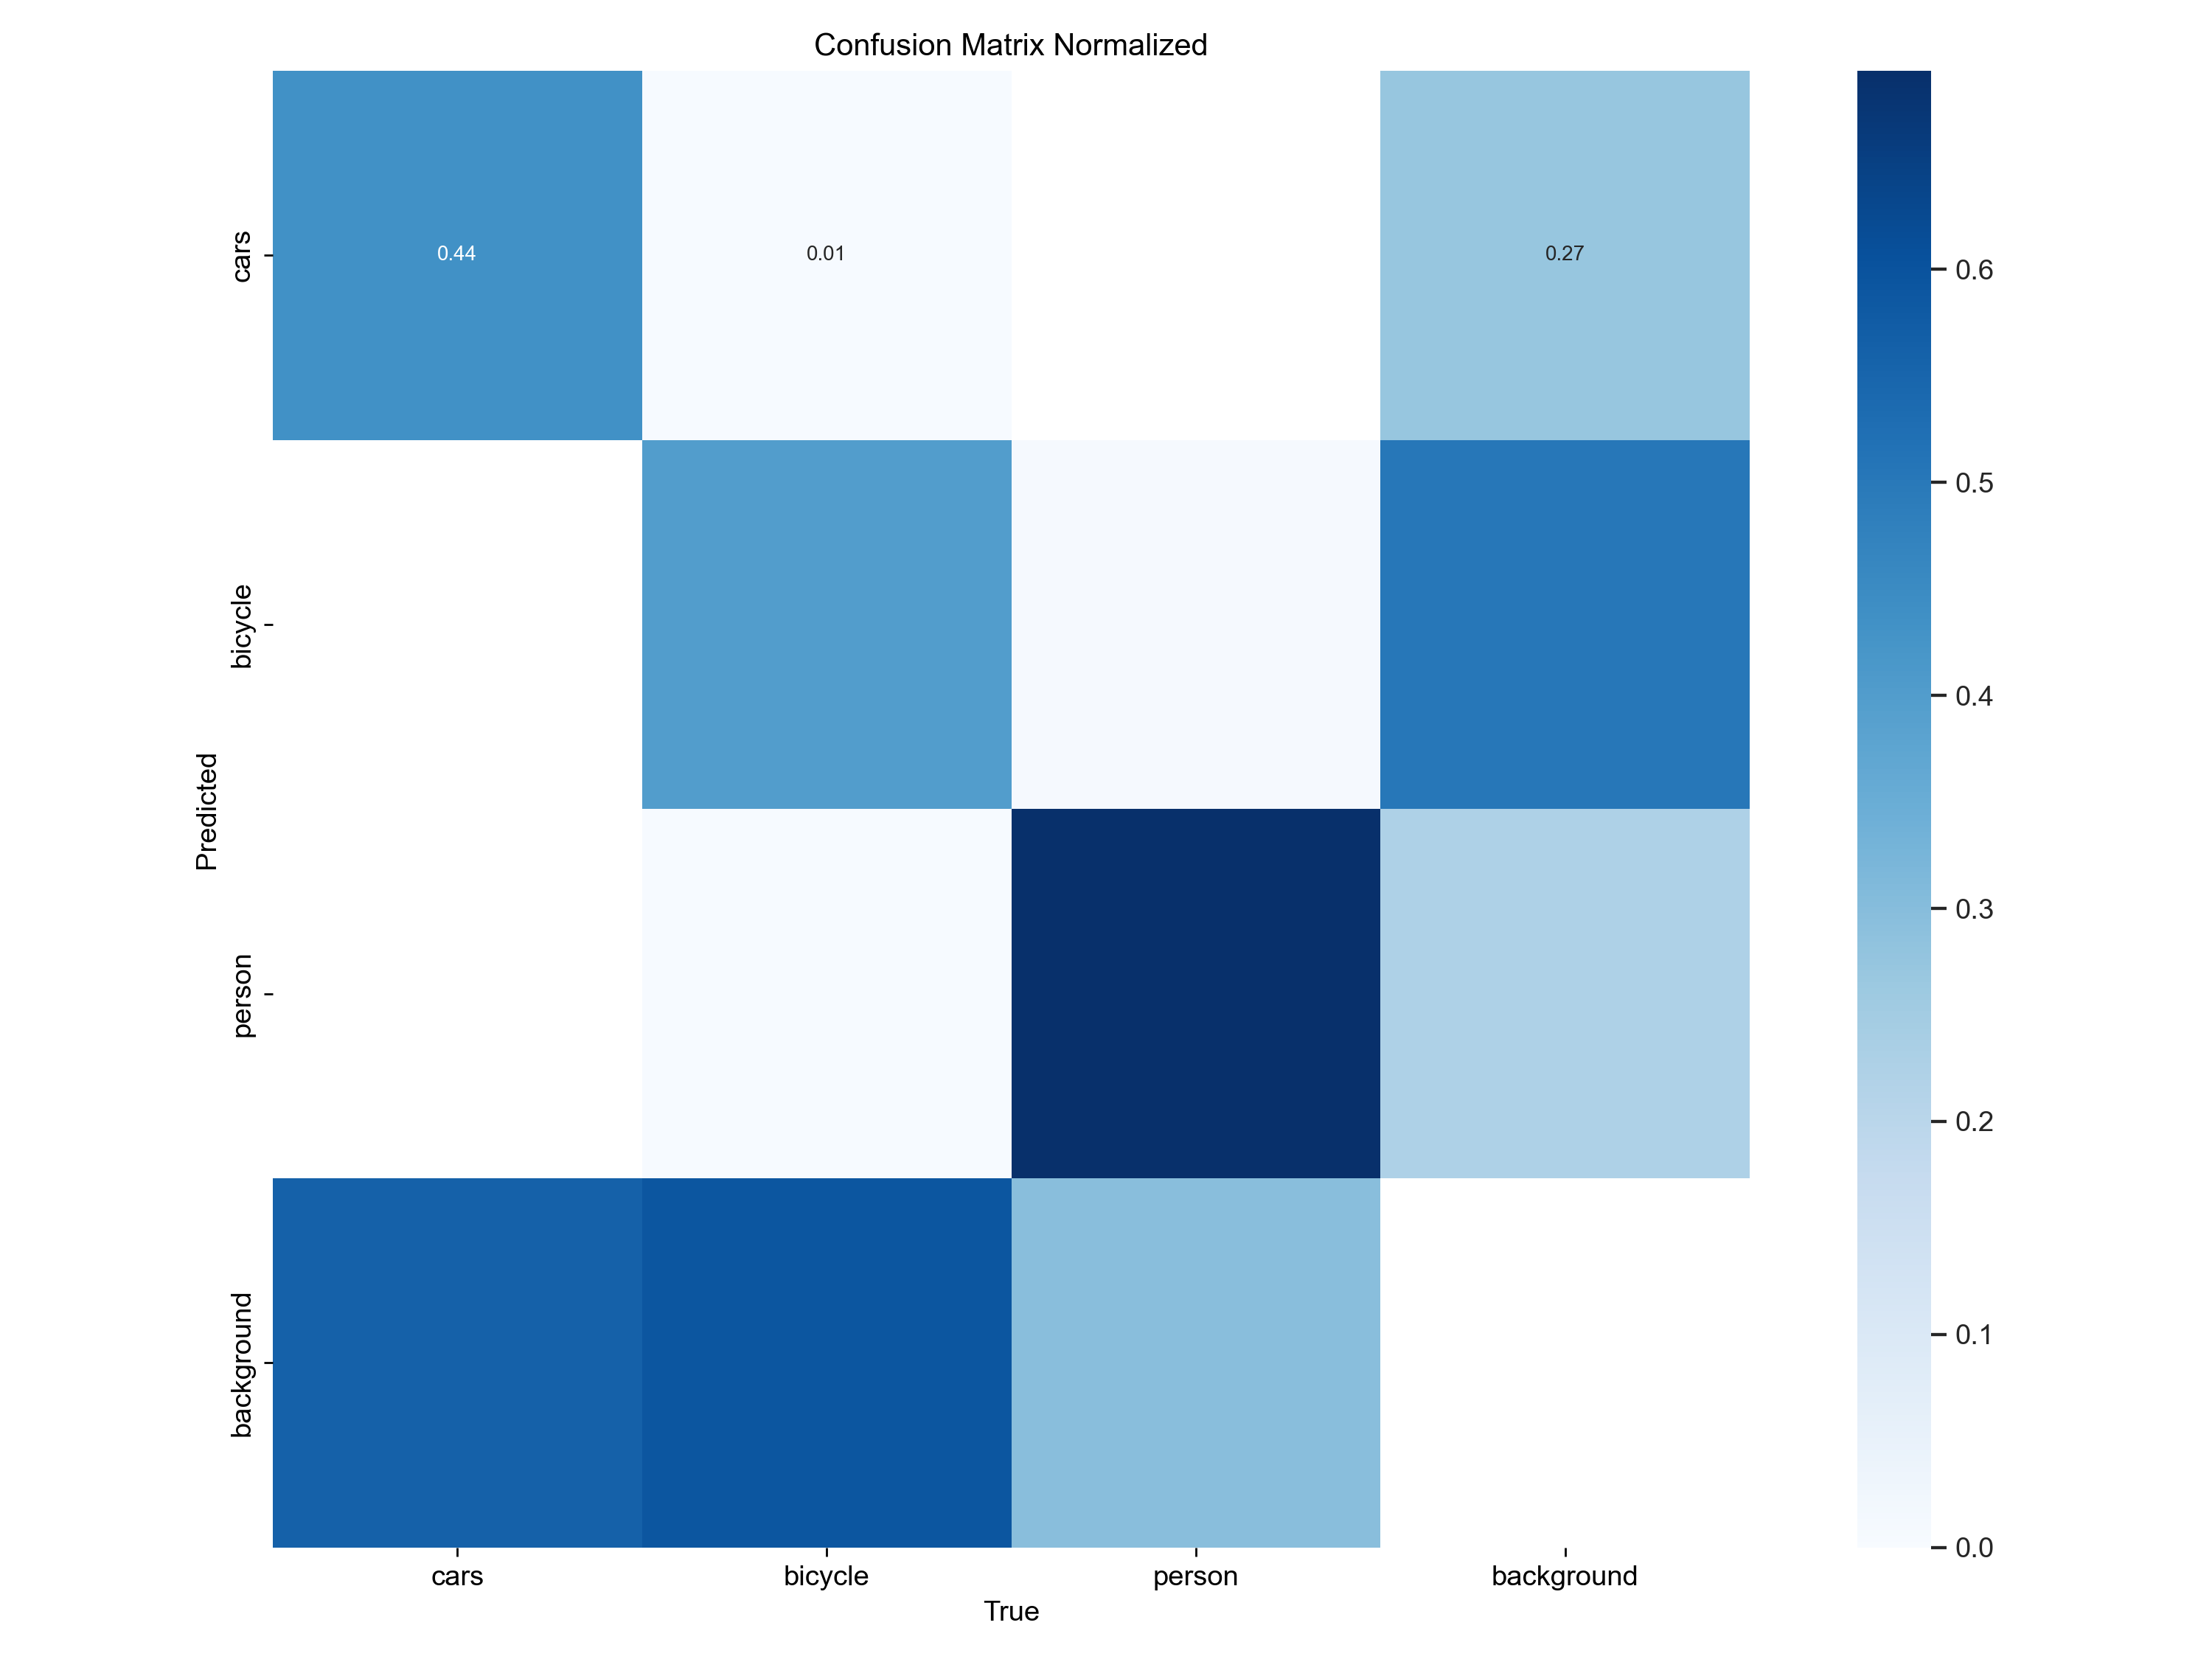 Confusion Matrix Normalized
cars
0.44
0.01
0.27
bicycle
person
background
Predicted
cars
bicycle
person
background
True
0.6
0.5
0.4
0.3
0.2
0.1
0.0